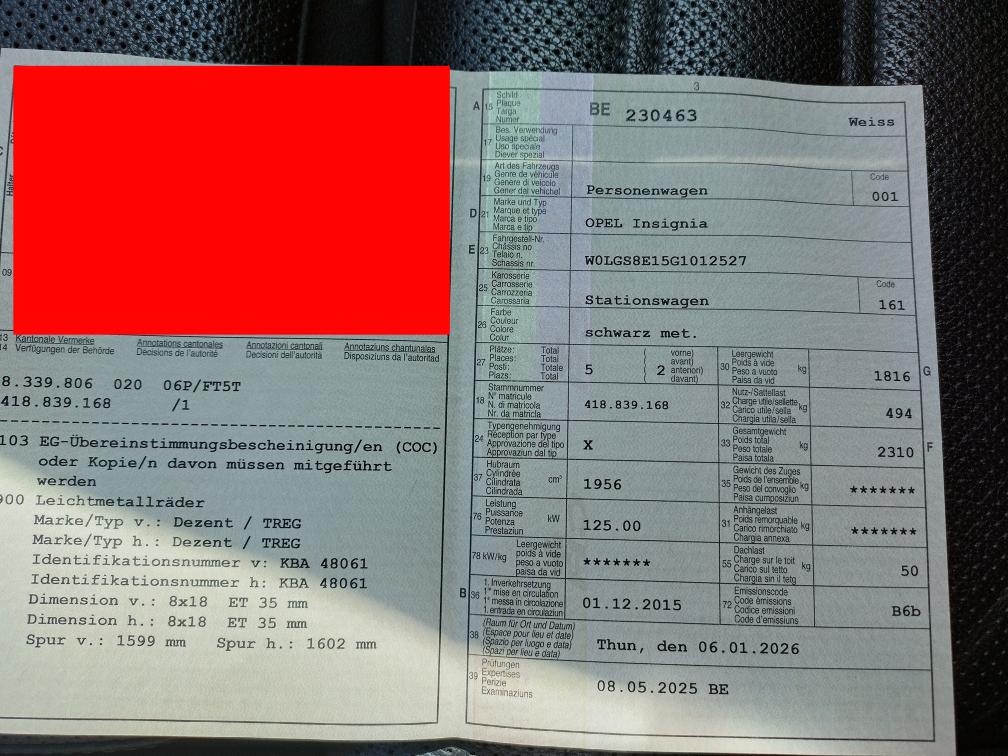 Halter
09
13 Kantonale Vermerke Annotations cantonales Annotazioni cantonali Annotaziuns chantunalas
14 Verfügungen der Behörde Décisions de l'autorité Decisioni dell'autorità Disposiziuns da l'autoritad
8.339.806 020 06P/FT5T
418.839.168 /1
103 EG-Übereinstimmungsbescheinigung/en (COC)
oder Kopie/n davon müssen mitgeführt
werden
900 Leichtmetallräder
Marke/Typ v.: Dezent / TREG
Marke/Typ h.: Dezent / TREG
Identifikationsnummer v: KBA 48061
Identifikationsnummer h: KBA 48061
Dimension v.: 8x18 ET 35 mm
Dimension h.: 8x18 ET 35 mm
Spur v.: 1599 mm Spur h.: 1602 mm
3
A 15 Schild
Plaque
Targa
Numer
BE 230463 Weiss
17 Bes. Verwendung
Usage spécial
Uso speciale
Diever spezial
19 Art des Fahrzeugs
Genre de véhicule
Genere di veicolo
Gener dal vehichel
Personenwagen
Code
001
D 21 Marke und Typ
Marque et type
Marca e tipo
Marca e tip
OPEL Insignia
E 23 Fahrgestell-Nr.
Châssis no
Telaio n.
Schassis nr.
W0LGS8E15G1012527
25 Karosserie
Carrosserie
Carrozzeria
Carossaria
Stationswagen
Code
161
26 Farbe
Couleur
Colore
Colur
schwarz met.
27 Plätze: Total
Places: Total
Posti: Totale
Plazs: Total
5
( vorne)
( avant)
2 anteriori)
( davant)
30 Leergewicht
Poids à vide
Peso a vuoto
Paisa da vid
kg
1816 G
18 Stammnummer
N° matricule
N. di matricola
Nr. da matricla
418.839.168
32 Nutz-/Sattellast
Charge utile/sellette
Carico utile/sella
Chargia utila/sella
kg
494
24 Typengenehmigung
Réception par type
Approvazione del tipo
Approvaziun dal tip
X
33 Gesamtgewicht
Poids total
Peso totale
Paisa totala
kg
2310 F
37 Hubraum
Cylindrée
Cilindrata
Cilindrada
cm³
1956
35 Gewicht des Zuges
Poids de l'ensemble
Peso del convoglio
Paisa cumposiziun
kg
*******
76 Leistung
Puissance
Potenza
Prestaziun
kW
125.00
31 Anhängelast
Poids remorquable
Carico rimorchiato
Chargia annexa
kg
*******
78 kW/kg
Leergewicht
poids à vide
peso a vuoto
paisa da vid
*******
55 Dachlast
Charge sur le toit
Carico sul tetto
Chargia sin il tetg
kg
50
B 36 1. Inverkehrsetzung
1re mise en circulation
1a messa in circolazione
1. entrada en circulaziun
01.12.2015
72 Emissionscode
Code émissions
Codice emissioni
Code d'emissiuns
B6b
38 (Raum für Ort und Datum)
(Espace pour lieu et date)
(Spazio per luogo e data)
(Spazi per lieu e data)
Thun, den 06.01.2026
39 Prüfungen
Expertises
Perizie
Examinaziuns
08.05.2025 BE